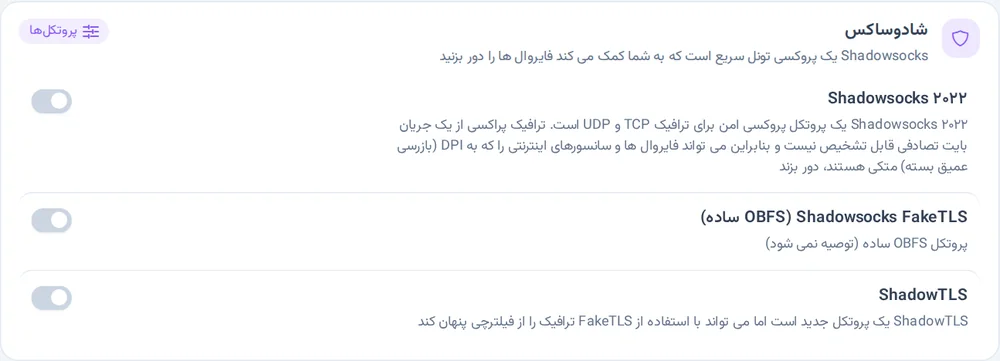 شادوساکس
پروتکل‌ها
Shadowsocks یک پروکسی تونل سریع است که به شما کمک می کند فایروال ها را دور بزنید
Shadowsocks ۲۰۲۲
Shadowsocks ۲۰۲۲ یک پروتکل پروکسی امن برای ترافیک TCP و UDP است. ترافیک پراکسی از یک جریان
بایت تصادفی قابل تشخیص نیست و بنابراین می تواند فایروال ها و سانسورهای اینترنتی را که به DPI (بازرسی
عمیق بسته) متکی هستند، دور بزند
Shadowsocks FakeTLS (OBFS ساده)
پروتکل OBFS ساده (توصیه نمی شود)
ShadowTLS
ShadowTLS یک پروتکل جدید است اما می تواند با استفاده از FakeTLS ترافیک را از فیلترچی پنهان کند